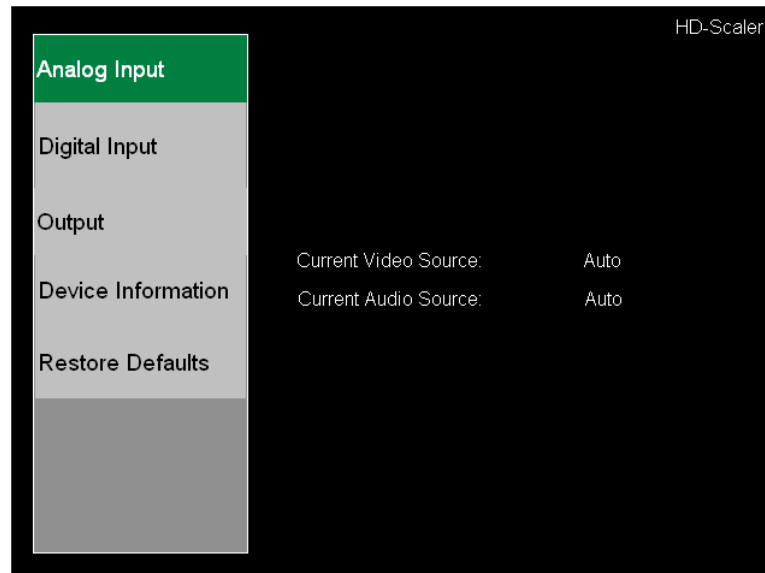 HD-Scaler
Analog Input
Digital Input
Output
Device Information
Restore Defaults
Current Video Source: Auto
Current Audio Source: Auto